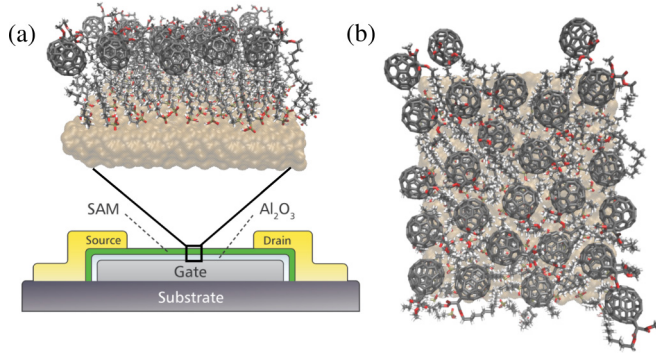 (a)
(b)
SAM
Al₂O₃
Source
Drain
Gate
Substrate